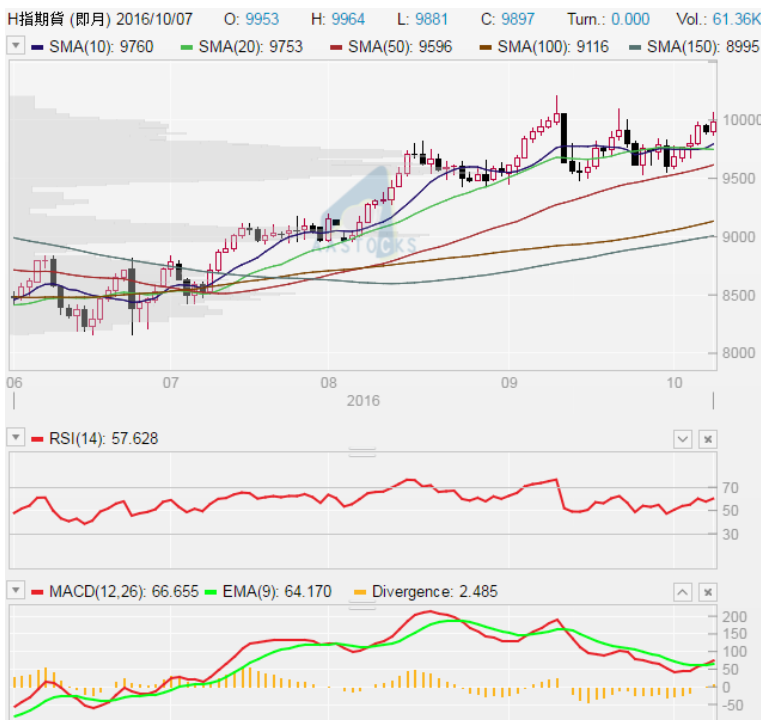 H指期貨 (即月) 2016/10/07 O: 9953 H: 9964 L: 9881 C: 9897 Turn.: 0.000 Vol.: 61.36K
SMA(10): 9760 SMA(20): 9753 SMA(50): 9596 SMA(100): 9116 SMA(150): 8995
10000
9500
9000
8500
8000
AASTOCKS
06 07 08 09 10
2016
RSI(14): 57.628
70
50
30
MACD(12,26): 66.655 EMA(9): 64.170 Divergence: 2.485
200
150
100
50
0
-50